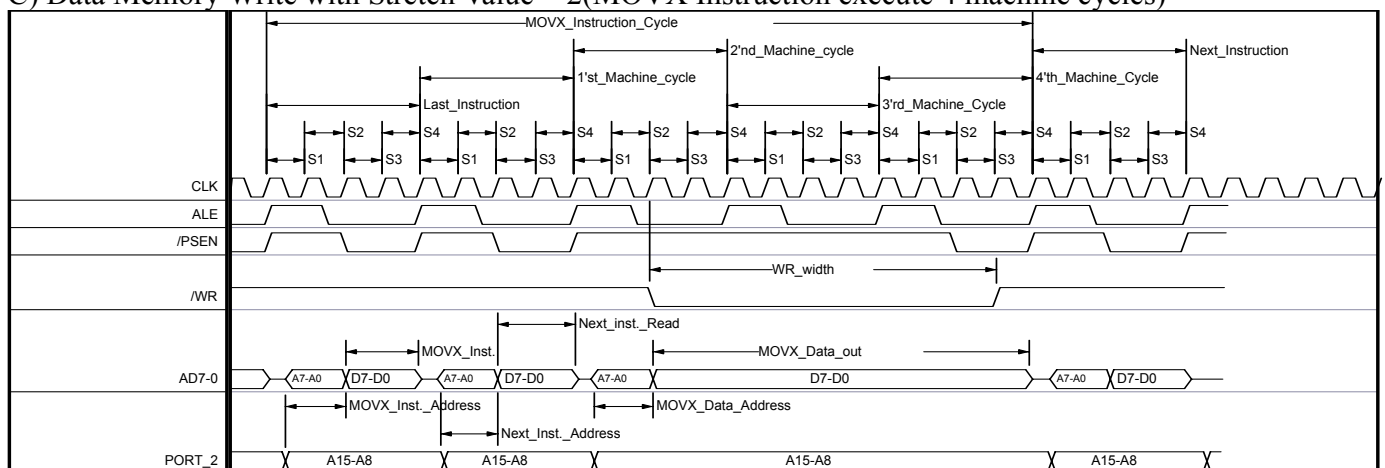 C) Data Memory Write with Stretch Value = 2(MOVX Instruction execute 4 machine cycles)
MOVX_Instruction_Cycle
2'nd_Machine_cycle
Next_Instruction
1'st_Machine_cycle
4'th_Machine_Cycle
Last_Instruction
3'rd_Machine_Cycle
S2 S4 S2 S4 S2 S4 S2 S4 S2 S4 S2 S4
S1 S3 S1 S3 S1 S3 S1 S3 S1 S3 S1 S3
CLK
ALE
/PSEN
WR_width
/WR
Next_inst._Read
MOVX_Inst.
MOVX_Data_out
AD7-0 A7-A0 D7-D0 A7-A0 D7-D0 A7-A0 D7-D0 A7-A0 D7-D0
MOVX_Inst._Address
MOVX_Data_Address
Next_Inst._Address
PORT_2 A15-A8 A15-A8 A15-A8 A15-A8